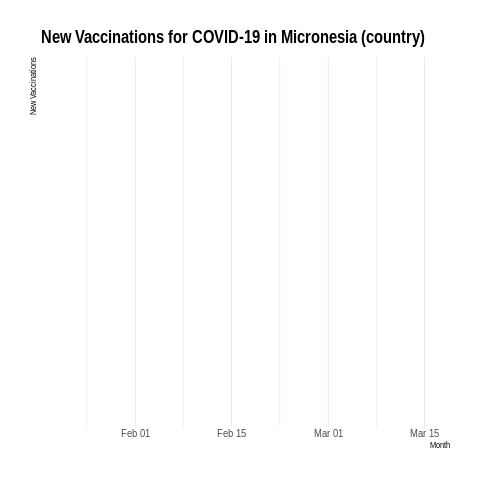 New Vaccinations for COVID-19 in Micronesia (country)
New Vaccinations
Feb 01 Feb 15 Mar 01 Mar 15
Month